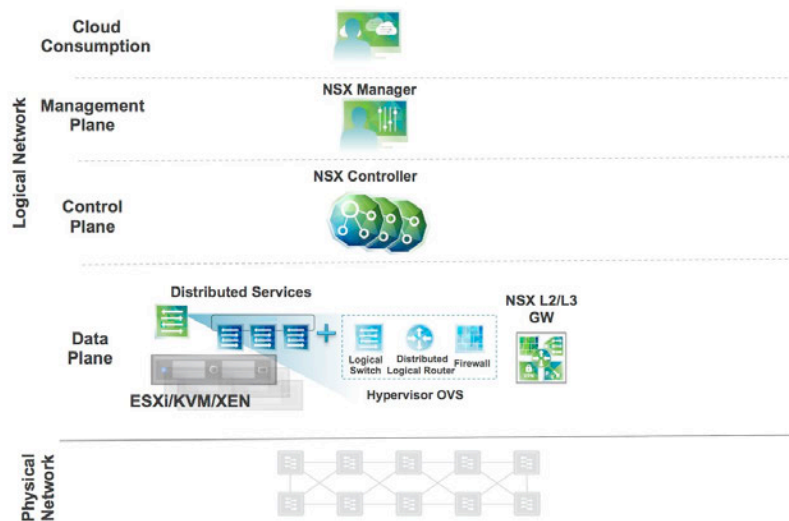 Cloud
Consumption
Logical Network
NSX Manager
Management
Plane
NSX Controller
Control
Plane
Distributed Services
NSX L2/L3
GW
Data
Plane
Logical
Switch
Distributed
Logical Router
Firewall
ESXi/KVM/XEN
Hypervisor OVS
Physical
Network